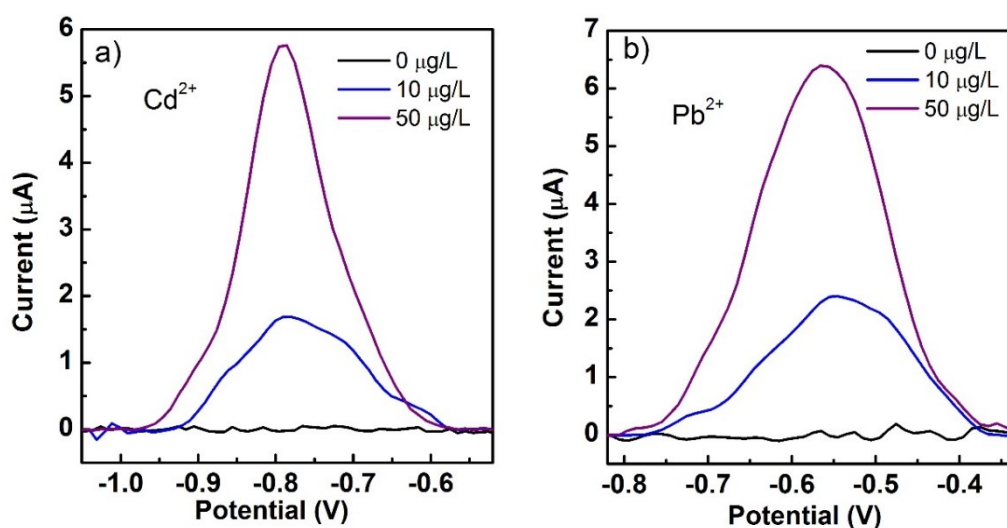 a)
Cd²⁺
0 μg/L
10 μg/L
50 μg/L
Current (μA)
6
5
4
3
2
1
0
-1.0 -0.9 -0.8 -0.7 -0.6
Potential (V)
b)
Pb²⁺
0 μg/L
10 μg/L
50 μg/L
Current (μA)
7
6
5
4
3
2
1
0
-0.8 -0.7 -0.6 -0.5 -0.4
Potential (V)